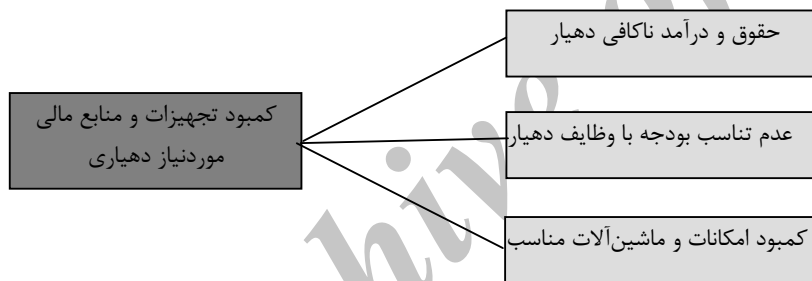 حقوق و درآمد ناکافی دهیار
کمبود تجهیزات و منابع مالی
موردنیاز دهیاری
عدم تناسب بودجه با وظایف دهیار
کمبود امکانات و ماشین‌آلات مناسب